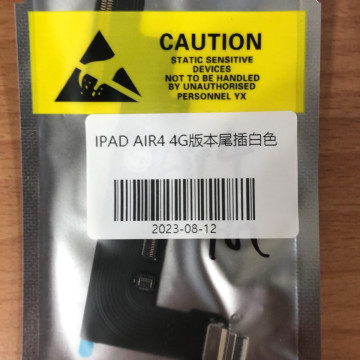 CAUTION
STATIC SENSITIVE
DEVICES
NOT TO BE HANDLED
BY UNAUTHORISED
PERSONNEL YX
IPAD AIR4 4G版本尾插白色
2023-08-12